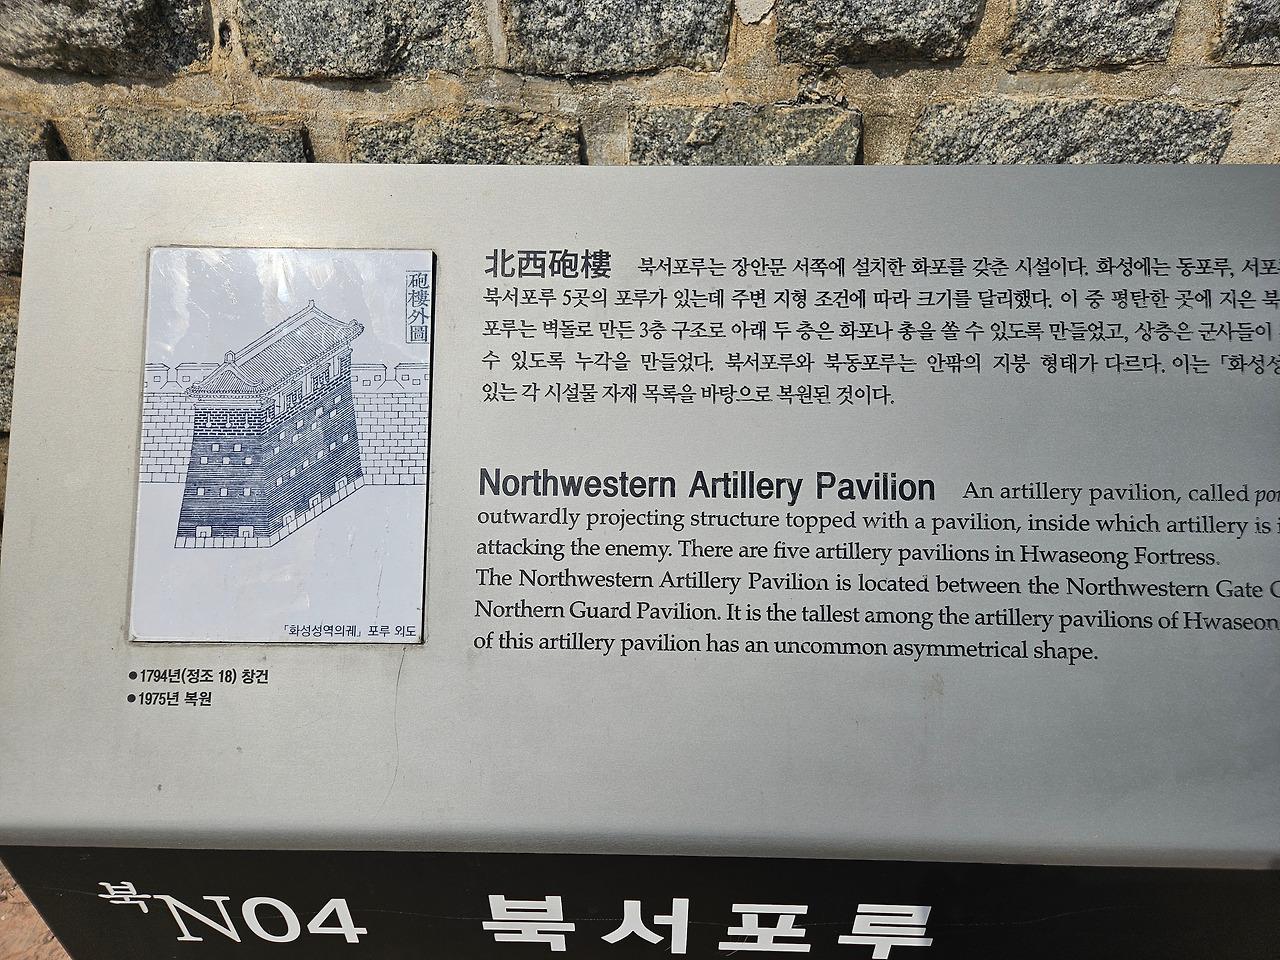 砲樓外圖
「화성성역의궤」 포루 외도
●1794년(정조 18) 창건
●1975년 복원
北西砲樓 북서포루는 장안문 서쪽에 설치한 화포를 갖춘 시설이다. 화성에는 동포루, 서포
북서포루 5곳의 포루가 있는데 주변 지형 조건에 따라 크기를 달리했다. 이 중 평탄한 곳에 지은 북
포루는 벽돌로 만든 3층 구조로 아래 두 층은 화포나 총을 쏠 수 있도록 만들었고, 상층은 군사들이
수 있도록 누각을 만들었다. 북서포루와 북동포루는 안팎의 지붕 형태가 다르다. 이는 「화성성
있는 각 시설물 자재 목록을 바탕으로 복원된 것이다.
Northwestern Artillery Pavilion An artillery pavilion, called
outwardly projecting structure topped with a pavilion, inside which artillery is
attacking the enemy. There are five artillery pavilions in Hwaseong Fortress.
The Northwestern Artillery Pavilion is located between the Northwestern Gate
Northern Guard Pavilion. It is the tallest among the artillery pavilions of Hwaseon
of this artillery pavilion has an uncommon asymmetrical shape.
북N04 북서포루